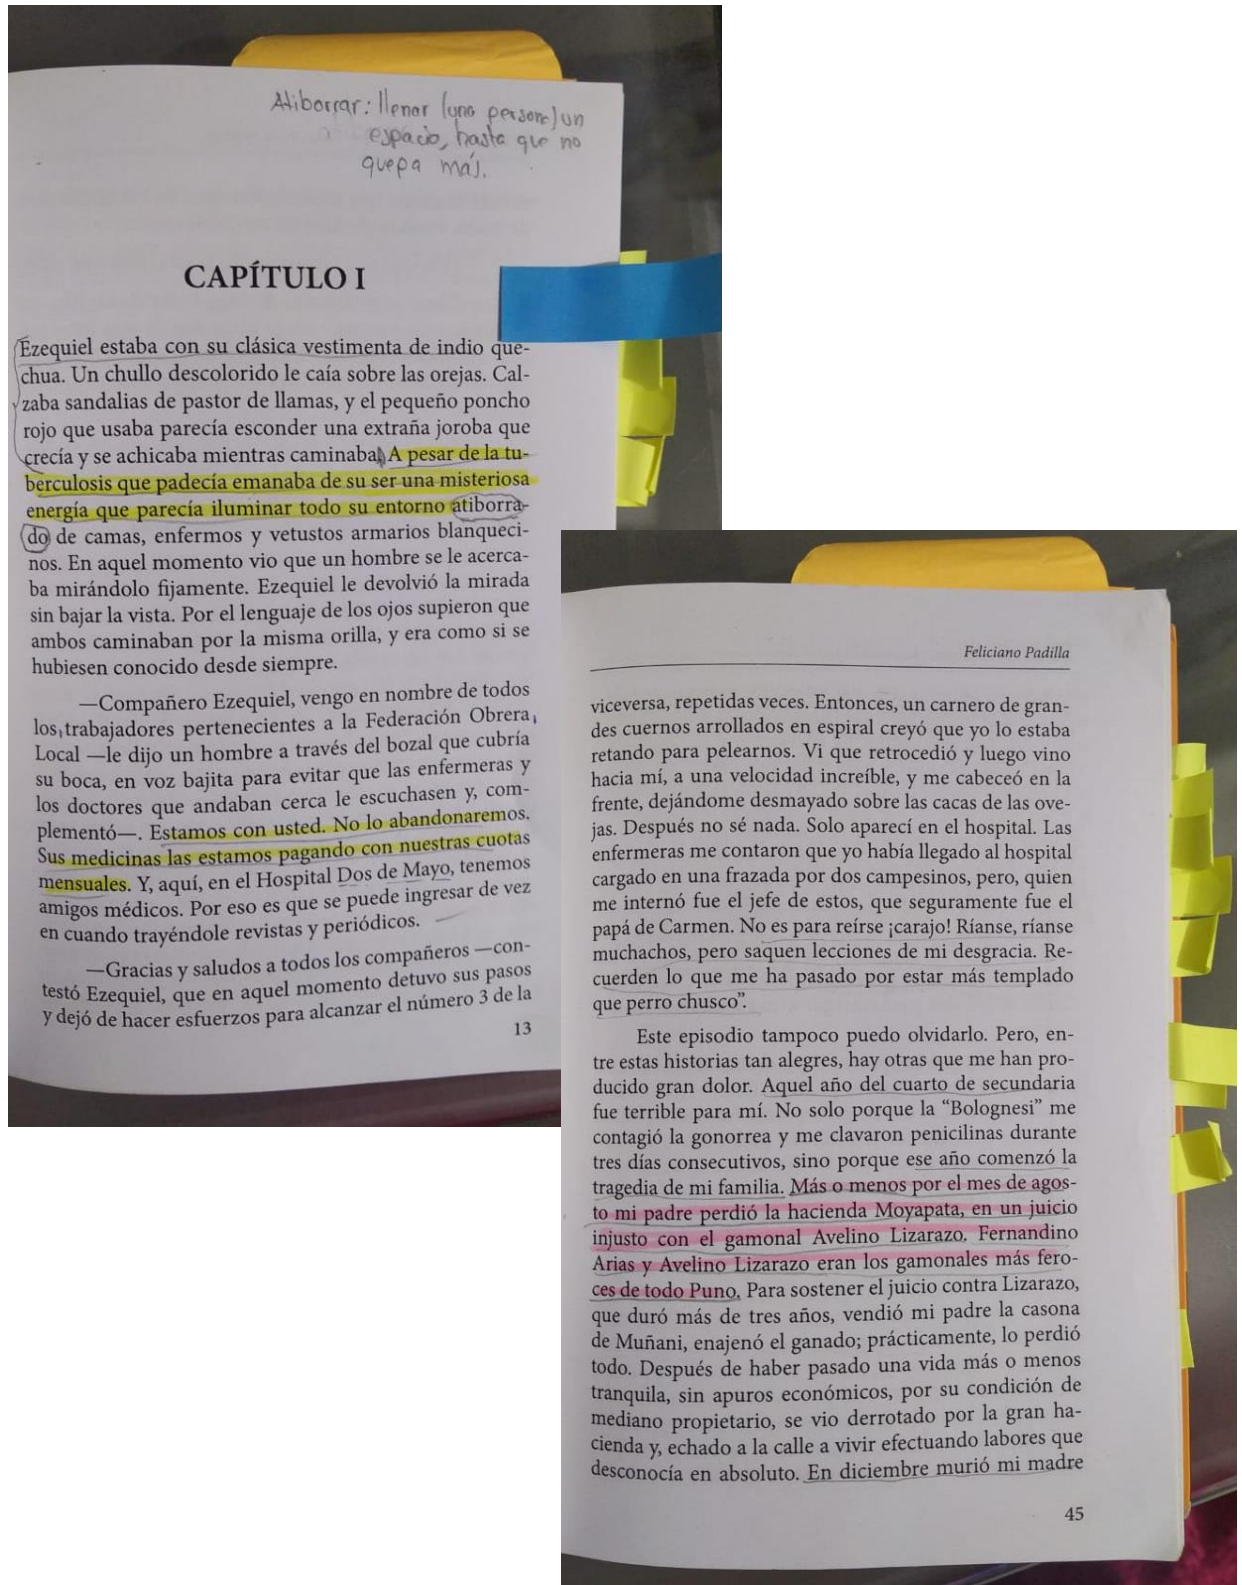 Atiborrar: llenar (una persona) un
espacio, hasta que no
quepa más.
CAPÍTULO I
Ezequiel estaba con su clásica vestimenta de indio que-
chua. Un chullo descolorido le caía sobre las orejas. Cal-
zaba sandalias de pastor de llamas, y el pequeño poncho
rojo que usaba parecía esconder una extraña joroba que
crecía y se achicaba mientras caminaba. A pesar de la tu-
berculosis que padecía emanaba de su ser una misteriosa
energía que parecía iluminar todo su entorno atiborra-
do de camas, enfermos y vetustos armarios blanqueci-
nos. En aquel momento vio que un hombre se le acerca-
ba mirándolo fijamente. Ezequiel le devolvió la mirada
sin bajar la vista. Por el lenguaje de los ojos supieron que
ambos caminaban por la misma orilla, y era como si se
hubiesen conocido desde siempre.
—Compañero Ezequiel, vengo en nombre de todos
los trabajadores pertenecientes a la Federación Obrera
Local —le dijo un hombre a través del bozal que cubría
su boca, en voz bajita para evitar que las enfermeras y
los doctores que andaban cerca le escuchasen y, com-
plementó—. Estamos con usted. No lo abandonaremos.
Sus medicinas las estamos pagando con nuestras cuotas
mensuales. Y, aquí, en el Hospital Dos de Mayo, tenemos
amigos médicos. Por eso es que se puede ingresar de vez
en cuando trayéndole revistas y periódicos.
—Gracias y saludos a todos los compañeros —con-
testó Ezequiel, que en aquel momento detuvo sus pasos
y dejó de hacer esfuerzos para alcanzar el número 3 de la
13
Feliciano Padilla
viceversa, repetidas veces. Entonces, un carnero de gran-
des cuernos arrollados en espiral creyó que yo lo estaba
retando para pelearnos. Vi que retrocedió y luego vino
hacia mí, a una velocidad increíble, y me cabeceó en la
frente, dejándome desmayado sobre las cacas de las ove-
jas. Después no sé nada. Solo aparecí en el hospital. Las
enfermeras me contaron que yo había llegado al hospital
cargado en una frazada por dos campesinos, pero, quien
me internó fue el jefe de estos, que seguramente fue el
papá de Carmen. No es para reírse ¡carajo! Ríanse, ríanse
muchachos, pero saquen lecciones de mi desgracia. Re-
cuerden lo que me ha pasado por estar más templado
que perro chusco”.
Este episodio tampoco puedo olvidarlo. Pero, en-
tre estas historias tan alegres, hay otras que me han pro-
ducido gran dolor. Aquel año del cuarto de secundaria
fue terrible para mí. No solo porque la “Bolognesi” me
contagió la gonorrea y me clavaron penicilinas durante
tres días consecutivos, sino porque ese año comenzó la
tragedia de mi familia. Más o menos por el mes de agos-
to mi padre perdió la hacienda Moyapata, en un juicio
injusto con el gamonal Avelino Lizarazo. Fernandino
Arias y Avelino Lizarazo eran los gamonales más fero-
ces de todo Puno. Para sostener el juicio contra Lizarazo,
que duró más de tres años, vendió mi padre la casona
de Muñani, enajenó el ganado; prácticamente, lo perdió
todo. Después de haber pasado una vida más o menos
tranquila, sin apuros económicos, por su condición de
mediano propietario, se vio derrotado por la gran ha-
cienda y, echado a la calle a vivir efectuando labores que
desconocía en absoluto. En diciembre murió mi madre
45